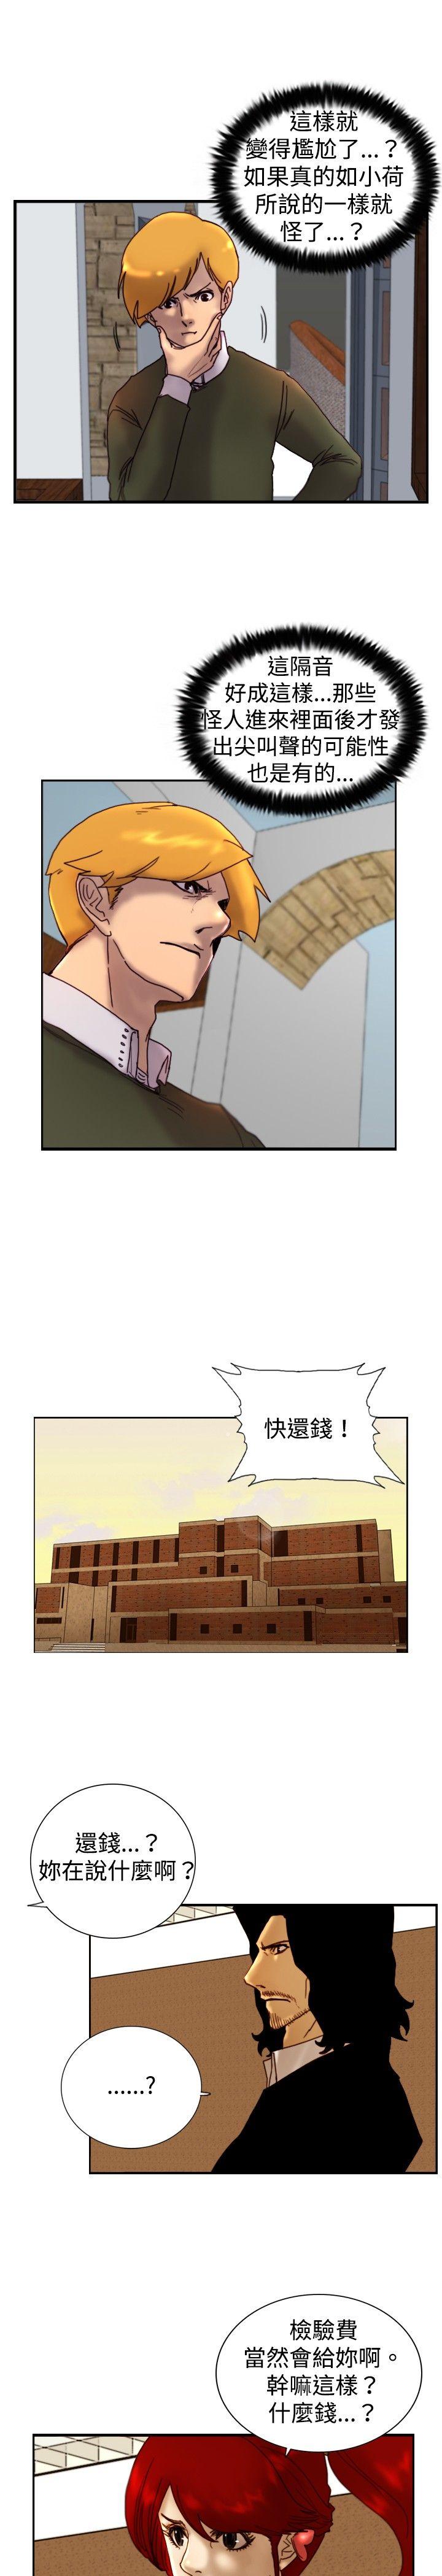 這樣就
變得尷尬了...？
如果真的如小荷
所說的一樣就
怪了...？
這隔音
好成這樣...那些
怪人進來裡面後才發
出尖叫聲的可能性
也是有的...
快還錢！
還錢...？
妳在說什麼啊？
......?
檢驗費
當然會給妳啊。
幹嘛這樣？
什麼錢...？